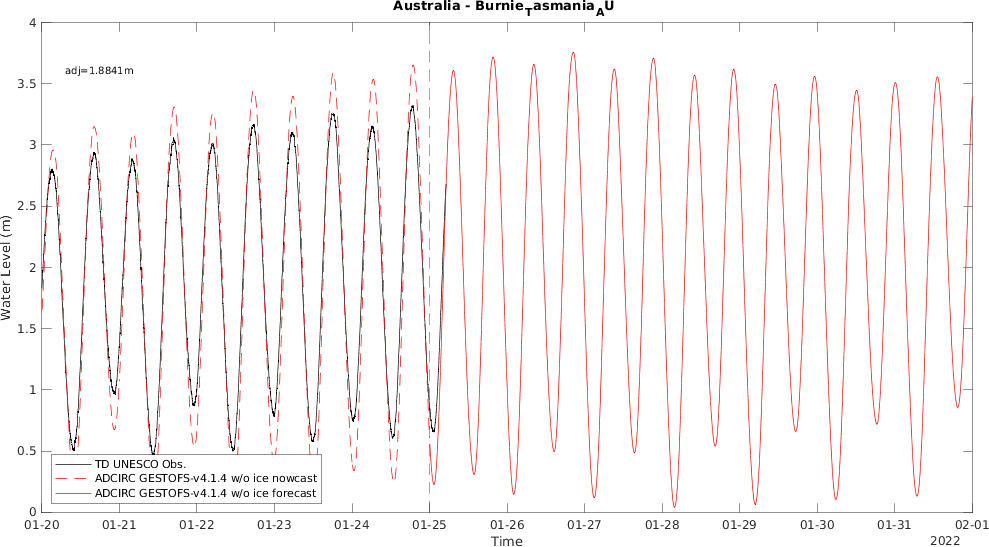 Australia - BurnieTasmaniaAU
4
adj=1.8841m
3.5
3
2.5
2
1.5
1
0.5
0
Water Level (m)
TD UNESCO Obs.
ADCIRC GESTOFS-v4.1.4 w/o ice nowcast
ADCIRC GESTOFS-v4.1.4 w/o ice forecast
01-20 01-21 01-22 01-23 01-24 01-25 01-26 01-27 01-28 01-29 01-30 01-31 02-01
Time
2022